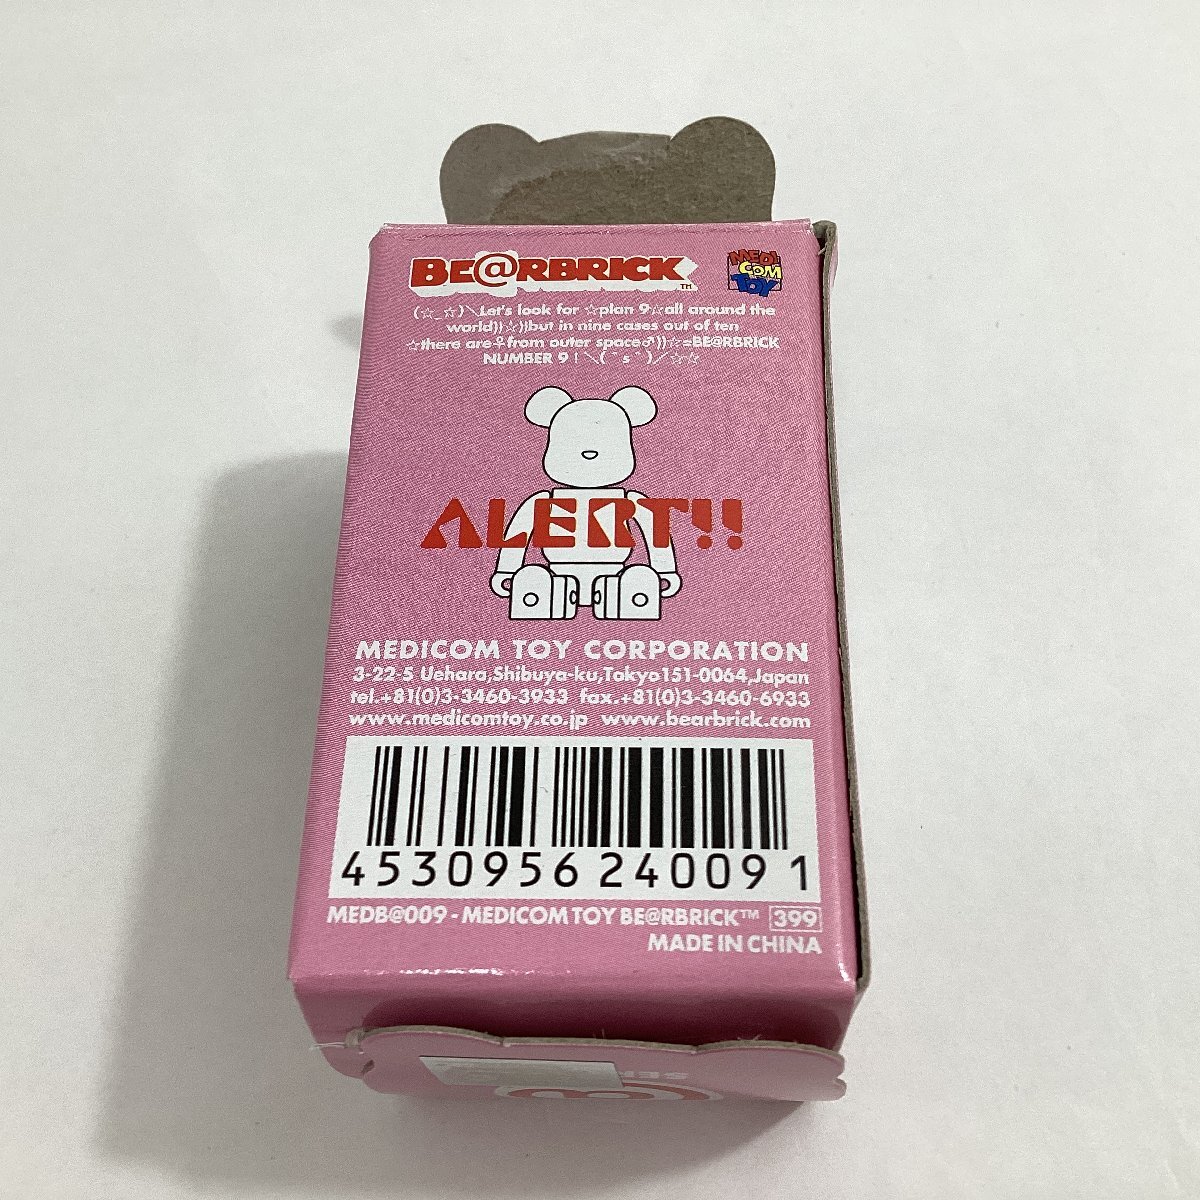 BE@RBRICK TM
MEDI COM TOY
(☆_☆)＼Let's look for ☆plan 9☆all around the
world))☆))but in nine cases out of ten
☆there are♀from outer space♂))☆=BE@RBRICK
NUMBER 9！＼(｀s´)／☆☆
ALERT!!
MEDICOM TOY CORPORATION
3-22-5 Uehara,Shibuya-ku,Tokyo151-0064,Japan
tel.+81(0)3-3460-3933 fax.+81(0)3-3460-6933
www.medicomtoy.co.jp www.bearbrick.com
4530956240091
MEDB@009-MEDICOM TOY BE@RBRICK™ 399
MADE IN CHINA